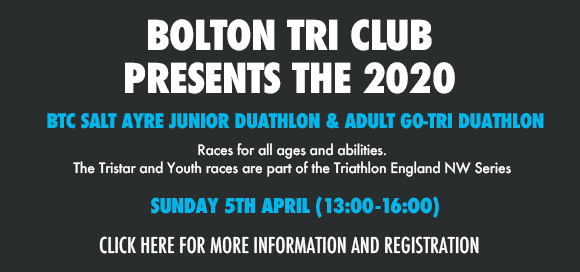 BOLTON TRI CLUB
PRESENTS THE 2020
BTC SALT AYRE JUNIOR DUATHLON & ADULT GO-TRI DUATHLON
Races for all ages and abilities.
The Tristar and Youth races are part of the Triathlon England NW Series
SUNDAY 5TH APRIL (13:00-16:00)
CLICK HERE FOR MORE INFORMATION AND REGISTRATION